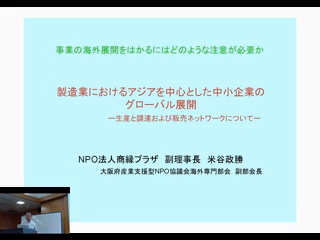 事業の海外展開をはかるにはどのような注意が必要か
製造業におけるアジアを中心とした中小企業の
グローバル展開
ー生産と調達および販売ネットワークについてー
NPO法人商縁プラザ　副理事長　米谷政勝
大阪府産業支援型NPO協議会海外専門部会　副部会長